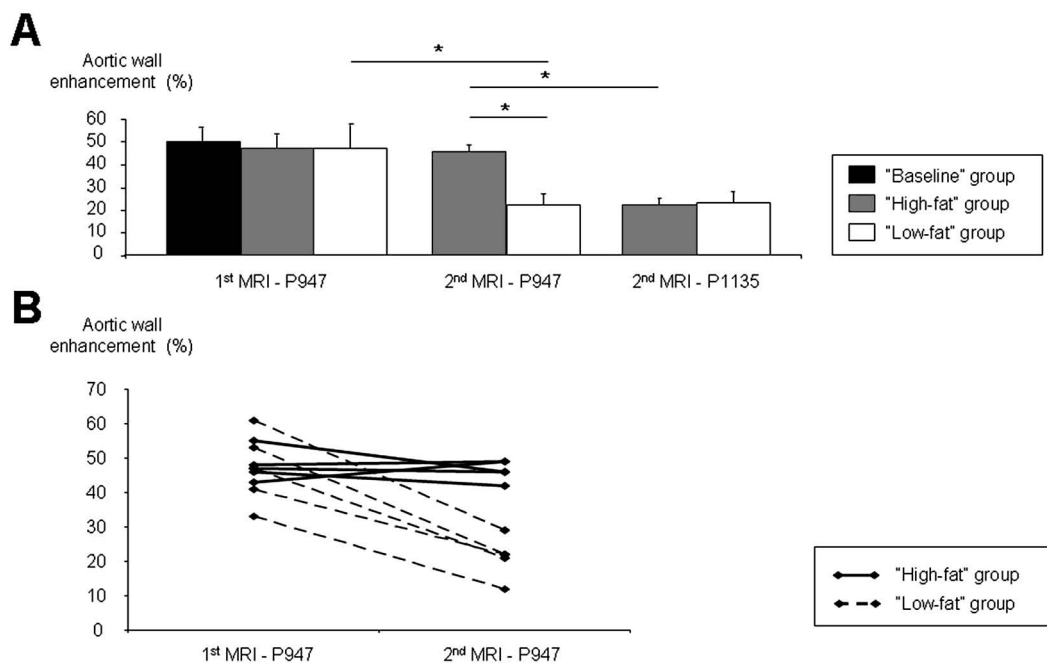 A
Aortic wall
enhancement (%)
*
*
*
60
50
40
30
20
10
0
1st MRI - P947
2nd MRI - P947
2nd MRI - P1135
"Baseline" group
"High-fat" group
"Low-fat" group
B
Aortic wall
enhancement (%)
70
60
50
40
30
20
10
0
1st MRI - P947
2nd MRI - P947
"High-fat" group
"Low-fat" group